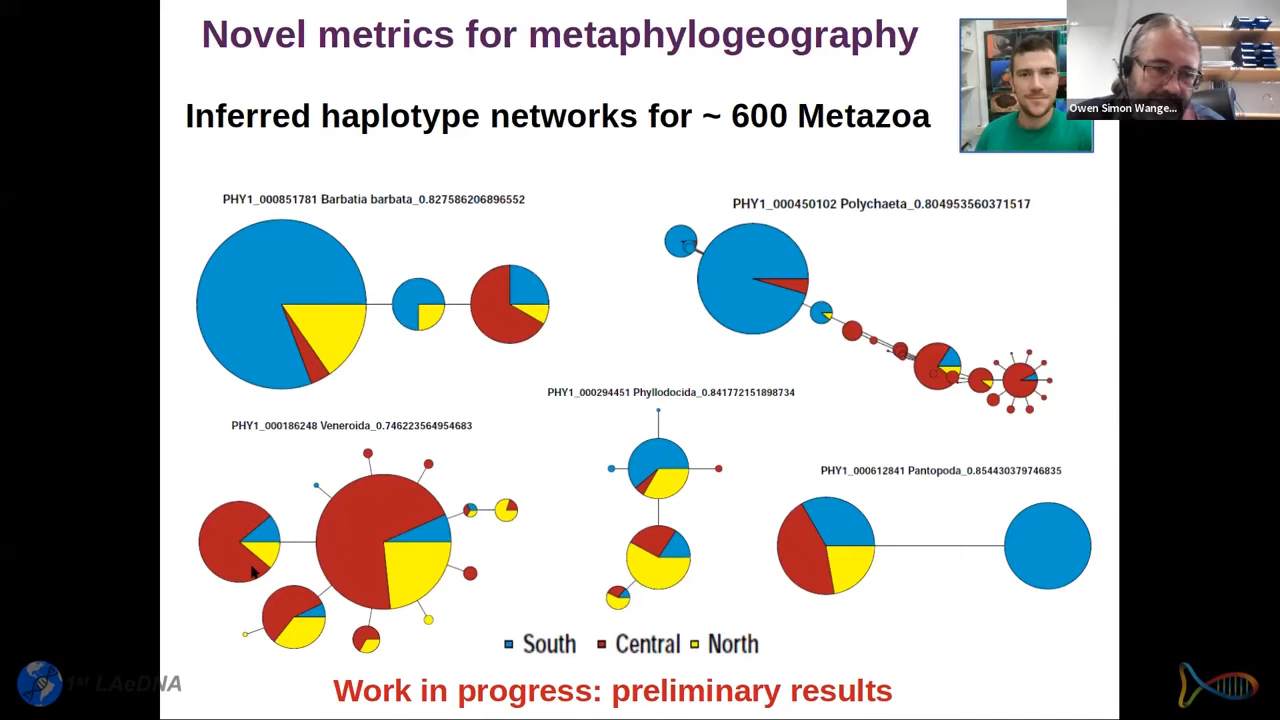 Novel metrics for metaphylogeography
Owen Simon Wange...
Inferred haplotype networks for ~ 600 Metazoa
PHY1_000851781 Barbatia barbata_0.827586206896552
PHY1_000450102 Polychaeta_0.804953560371517
PHY1_000294451 Phyllodocida_0.841772151898734
PHY1_000186248 Veneroida_0.746223564954683
PHY1_000612841 Pantopoda_0.854430379746835
South Central North
1st LAeDNA
Work in progress: preliminary results